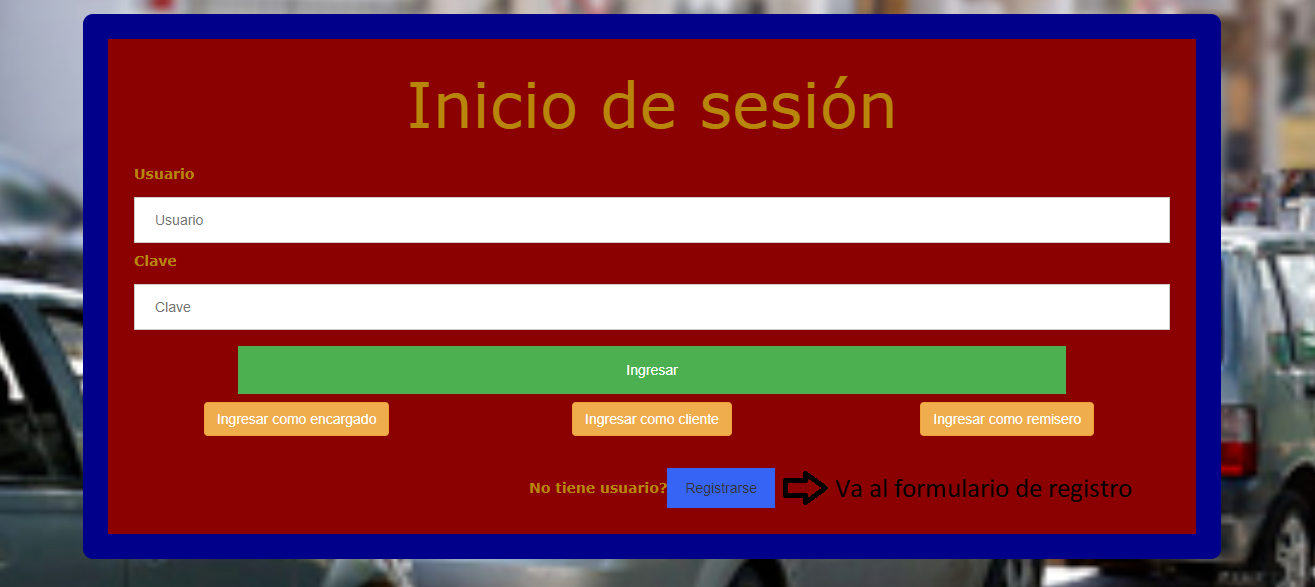 Inicio de sesión
Usuario
Usuario
Clave
Clave
Ingresar
Ingresar como encargado Ingresar como cliente Ingresar como remisero
No tiene usuario? Registrarse Va al formulario de registro